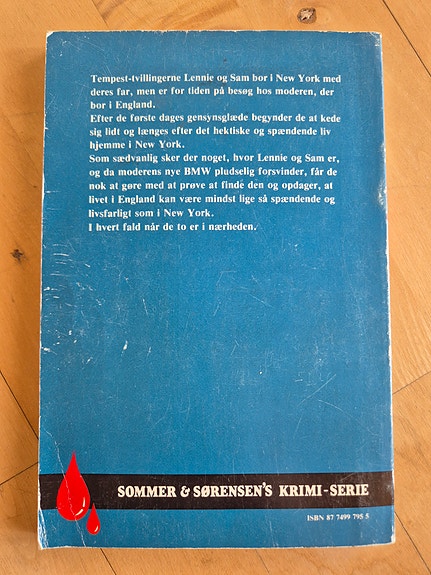 Tempest-tvillingerne Lennie og Sam bor i New York med
deres far, men er for tiden på besøg hos moderen, der
bor i England.
Efter de første dages gensynsglæde begynder de at kede
sig lidt og længes efter det hektiske og spændende liv
hjemme i New York.
Som sædvanlig sker der noget, hvor Lennie og Sam er,
og da moderens nye BMW pludselig forsvinder, får de
nok at gøre med at prøve at finde den og opdager, at
livet i England kan være mindst lige så spændende og
livsfarligt som i New York.
I hvert fald når de to er i nærheden.
SOMMER & SØRENSEN'S KRIMI-SERIE
ISBN 87 7499 795 5